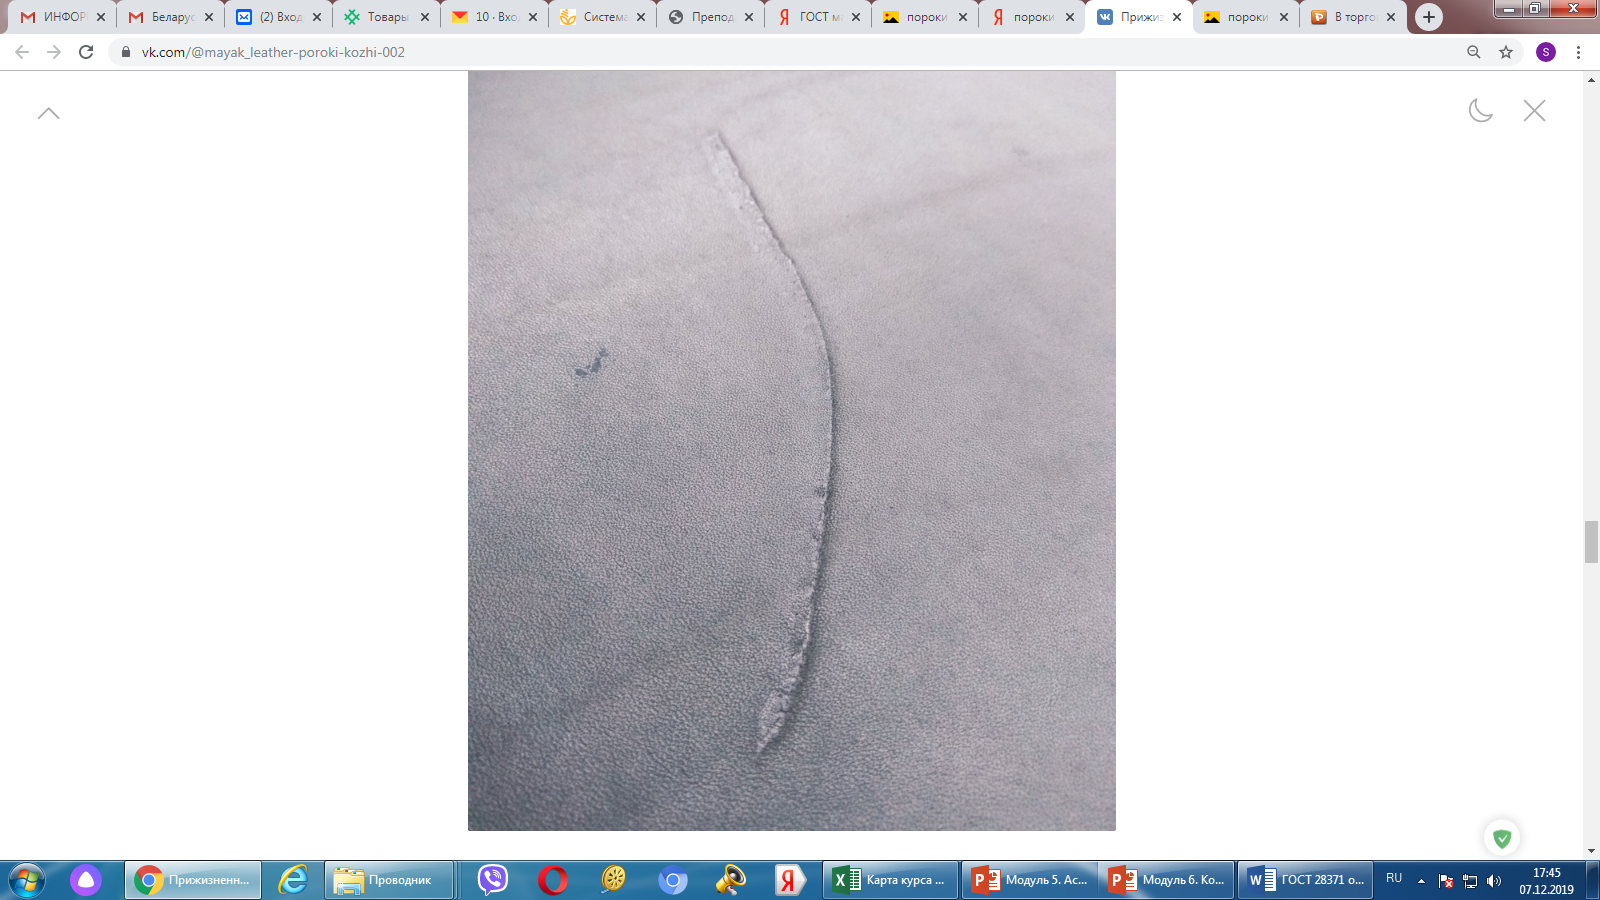 ИНФОР
Беларус
(2) Вход
Товары
10 · Вхо
Система
Препод
ГОСТ м
пороки
пороки
Прижиз
пороки
В торго
vk.com/@mayak_leather-poroki-kozhi-002
S
Прижизненн...
Проводник
Карта курса ...
Модуль 5. Ас...
Модуль 6. Ко...
ГОСТ 28371 о...
RU
17:45
07.12.2019